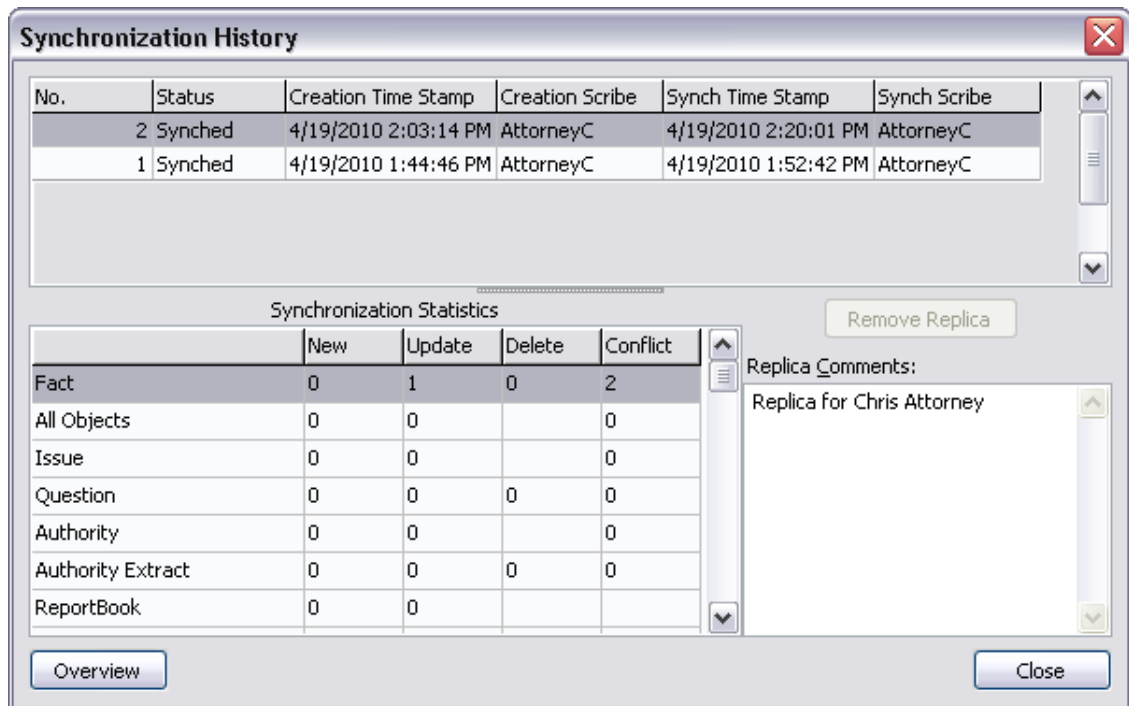 Synchronization History
No. Status Creation Time Stamp Creation Scribe Synch Time Stamp Synch Scribe
2 Synched 4/19/2010 2:03:14 PM AttorneyC 4/19/2010 2:20:01 PM AttorneyC
1 Synched 4/19/2010 1:44:46 PM AttorneyC 4/19/2010 1:52:42 PM AttorneyC
Synchronization Statistics
New Update Delete Conflict
Fact 0 1 0 2
All Objects 0 0 0
Issue 0 0 0
Question 0 0 0 0
Authority 0 0 0
Authority Extract 0 0 0 0
ReportBook 0 0
Remove Replica
Replica Comments:
Replica for Chris Attorney
Overview
Close